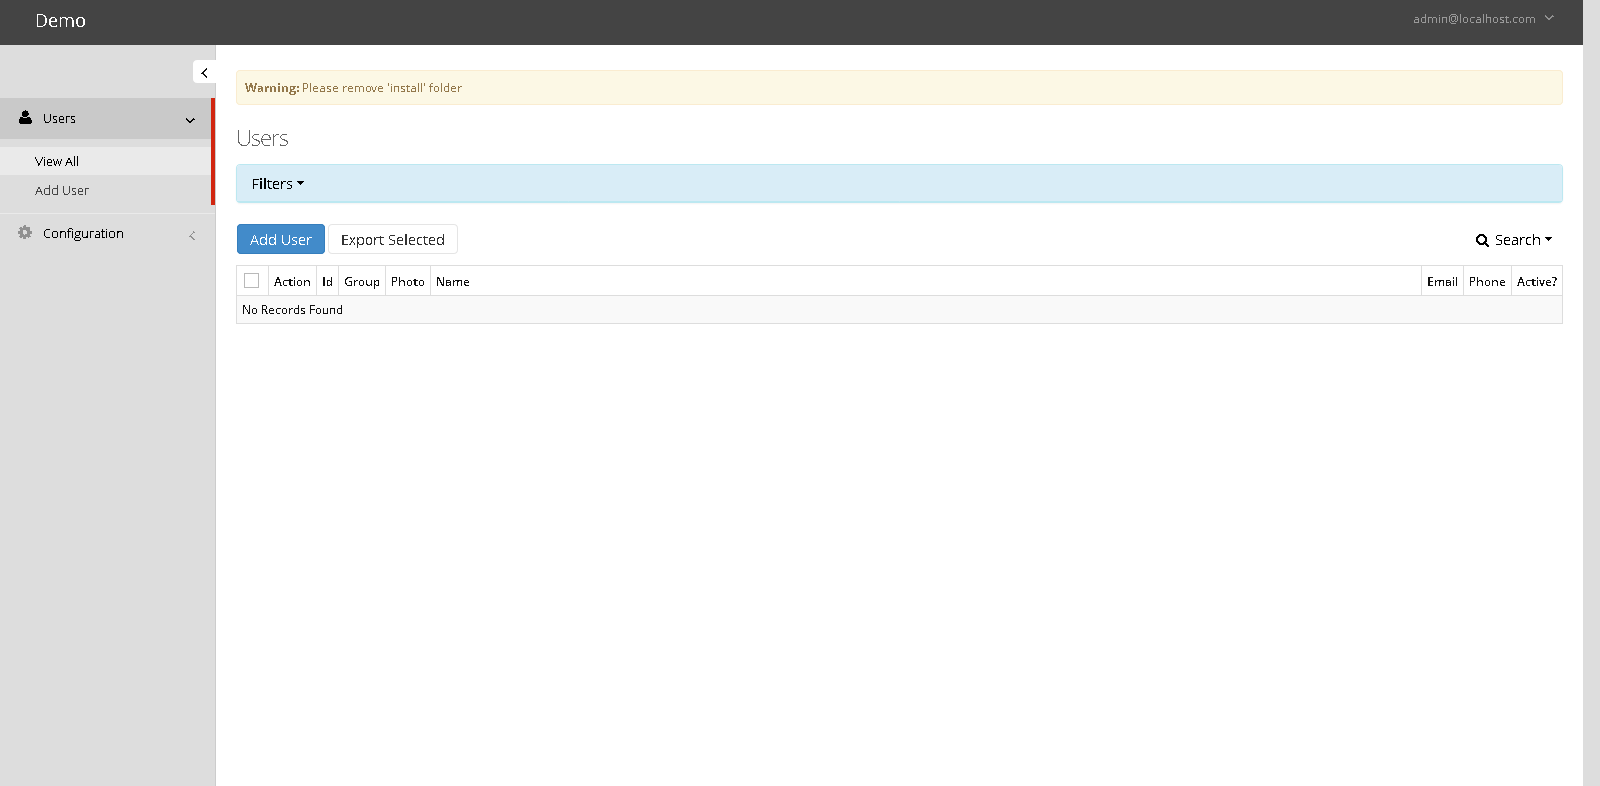 Demo
admin@localhost.com
Warning: Please remove 'install' folder
Users
View All
Add User
Configuration
Users
Filters
Add User
Export Selected
Search
Action Id Group Photo Name Email Phone Active?
No Records Found